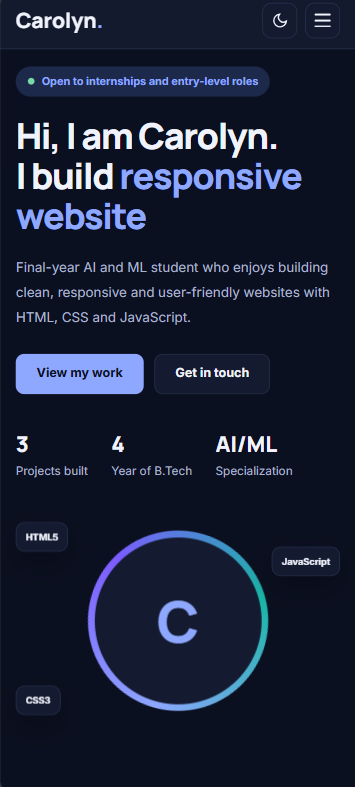 Carolyn.
Open to internships and entry-level roles
Hi, I am Carolyn.
I build responsive
website
Final-year AI and ML student who enjoys building
clean, responsive and user-friendly websites with
HTML, CSS and JavaScript.
View my work Get in touch
3 4 AI/ML
Projects built Year of B.Tech Specialization
HTML5
JavaScript
C
CSS3